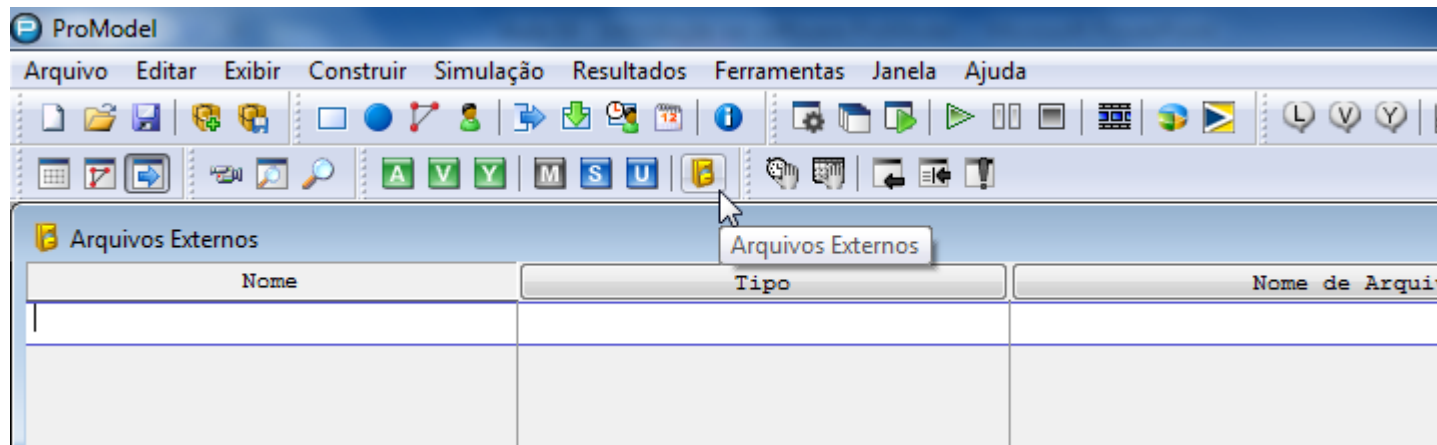 ProModel
Arquivo Editar Exibir Construir Simulação Resultados Ferramentas Janela Ajuda
12 L V Y
A V Y M S U
Arquivos Externos
Arquivos Externos
Nome Tipo Nome de Arqui